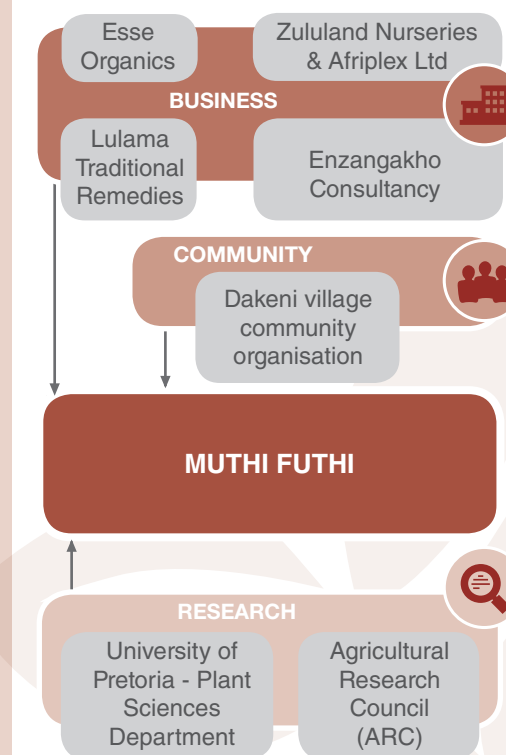 Esse
Organics
Zululand Nurseries
& Afriplex Ltd
BUSINESS
Lulama
Traditional
Remedies
Enzangakho
Consultancy
COMMUNITY
Dakeni village
community
organisation
MUTHI FUTHI
RESEARCH
University of
Pretoria - Plant
Sciences
Department
Agricultural
Research
Council
(ARC)